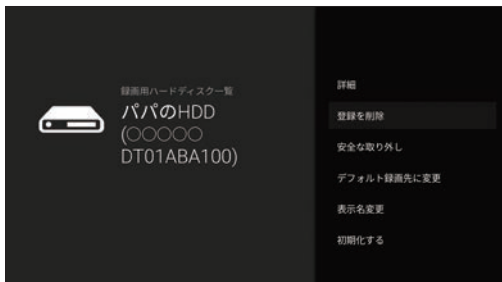 録画用ハードディスク一覧
パパのHDD
(○○○○○
DT01ABA100)
詳細
登録を削除
安全な取り外し
デフォルト録画先に変更
表示名変更
初期化する